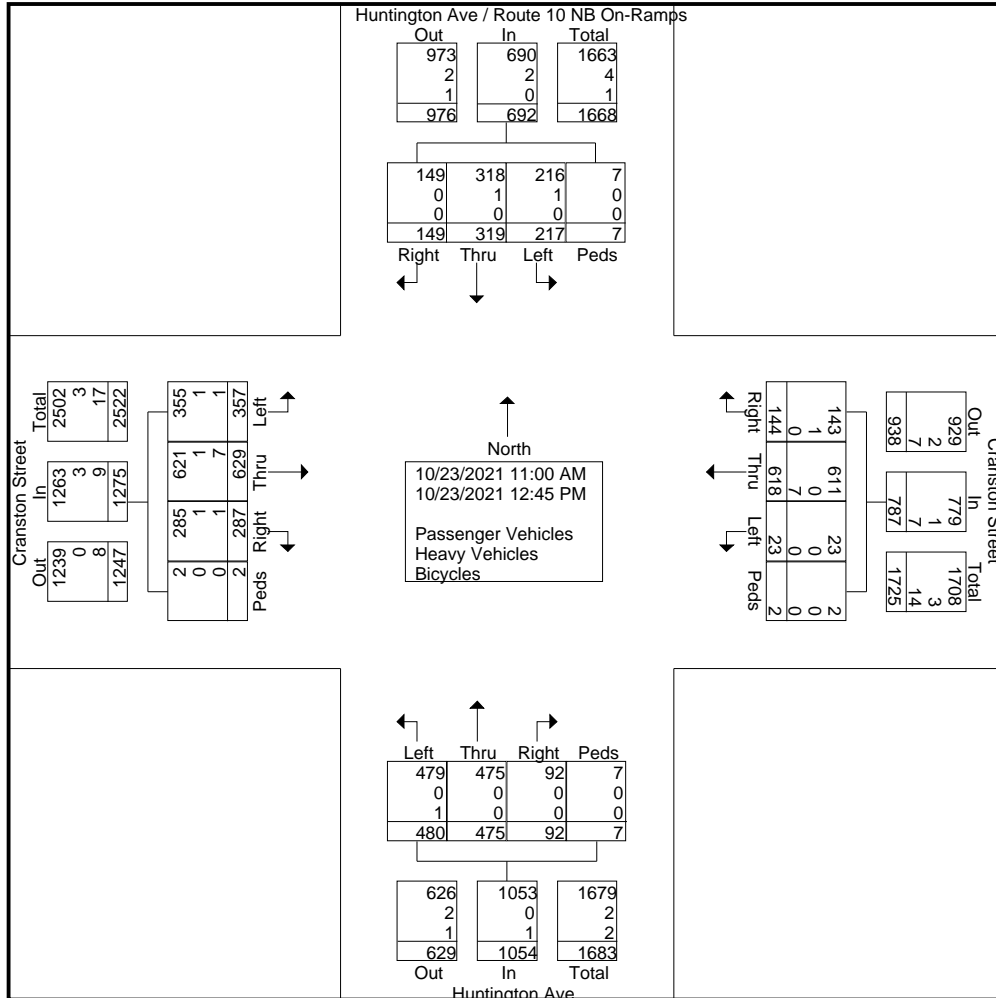 Huntington Ave / Route 10 NB On-Ramps
Out In Total
973 690 1663
2 2 4
1 0 1
976 692 1668
149 318 216 7
0 1 1 0
0 0 0 0
149 319 217 7
Right Thru Left Peds
Cranston Street
Total In Out
2502 1263 1239
3 3 0
17 9 8
2522 1275 1247
355 621 285 2
1 1 1 0
1 7 1 0
357 629 287 2
Left Thru Right Peds
North
10/23/2021 11:00 AM
10/23/2021 12:45 PM
Passenger Vehicles
Heavy Vehicles
Bicycles
Right Thru Left Peds
144 618 23 2
0 7 0 0
1 0 0 0
143 611 23 2
Cranston Street
Out In Total
929 779 1708
2 1 3
7 7 14
938 787 1725
Left Thru Right Peds
479 475 92 7
0 0 0 0
1 0 0 0
480 475 92 7
626 1053 1679
2 0 2
1 1 2
629 1054 1683
Out In Total
Huntington Ave